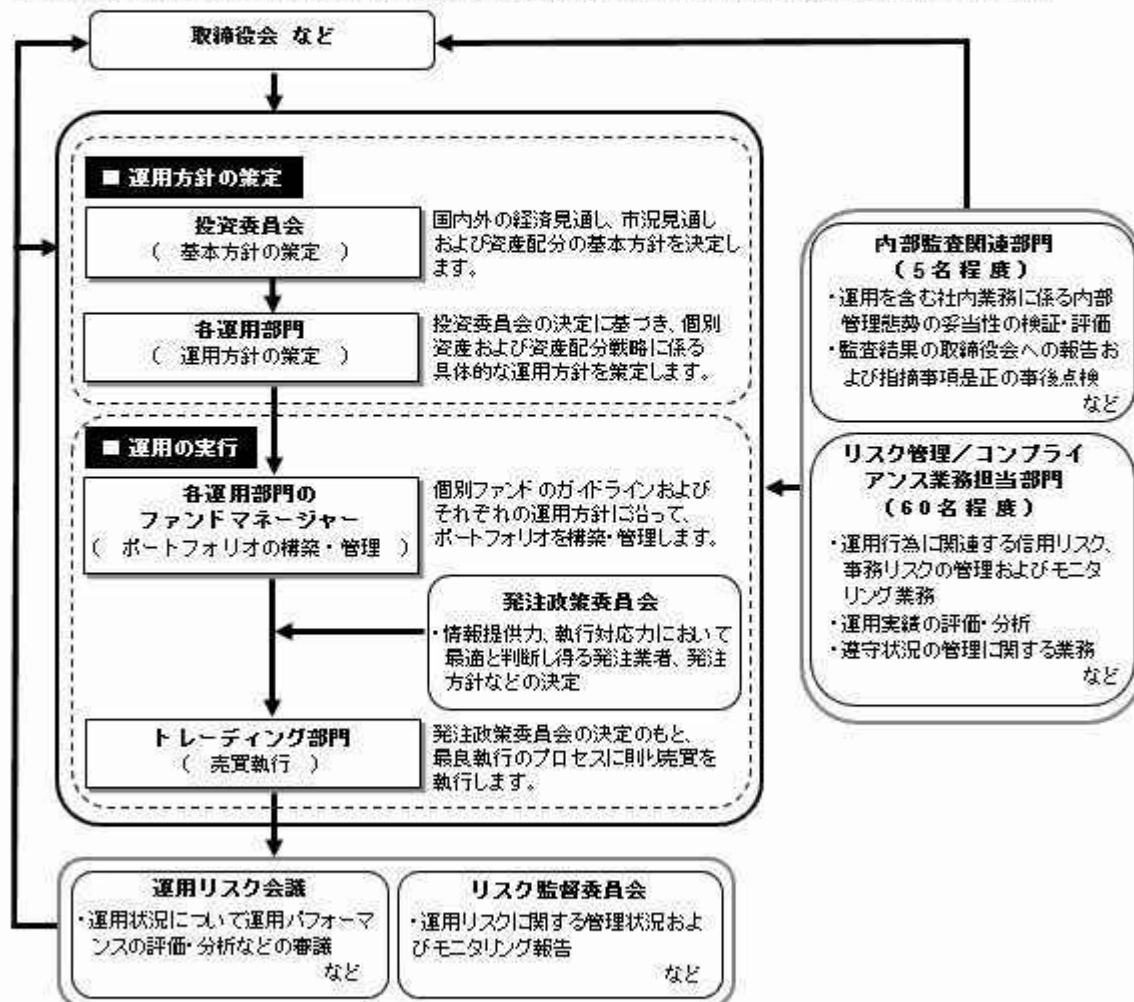 取締役会 など
■ 運用方針の策定
投資委員会
( 基本方針の策定 )
国内外の経済見通し、市況見通し
および資産配分の基本方針を決定し
ます。
各運用部門
( 運用方針の策定 )
投資委員会の決定に基づき、個別
資産および資産配分戦略に係る
具体的な運用方針を策定します。
■ 運用の実行
各運用部門の
ファンドマネージャー
( ポートフォリオの構築・管理 )
個別ファンドのガイドラインおよび
それぞれの運用方針に沿って、
ポートフォリオを構築・管理します。
発注政策委員会
・情報提供力、執行対応力において
最適と判断し得る発注業者、発注
方針などの決定
トレーディング部門
( 売買執行 )
発注政策委員会の決定のもと、
最良執行のプロセスに則り売買を
執行します。
内部監査関連部門
(5名程度)
・運用を含む社内業務に係る内部
管理態勢の妥当性の検証・評価
・監査結果の取締役会への報告お
よび指摘事項是正の事後点検
など
リスク管理/コンプライ
アンス業務担当部門
(60名程度)
・運用行為に関連する信用リスク、
事務リスクの管理およびモニタ
リング業務
・運用実績の評価・分析
・遵守状況の管理に関する業務
など
運用リスク会議
・運用状況について運用パフォーマ
ンスの評価・分析などの審議
など
リスク監督委員会
・運用リスクに関する管理状況およ
びモニタリング報告
など